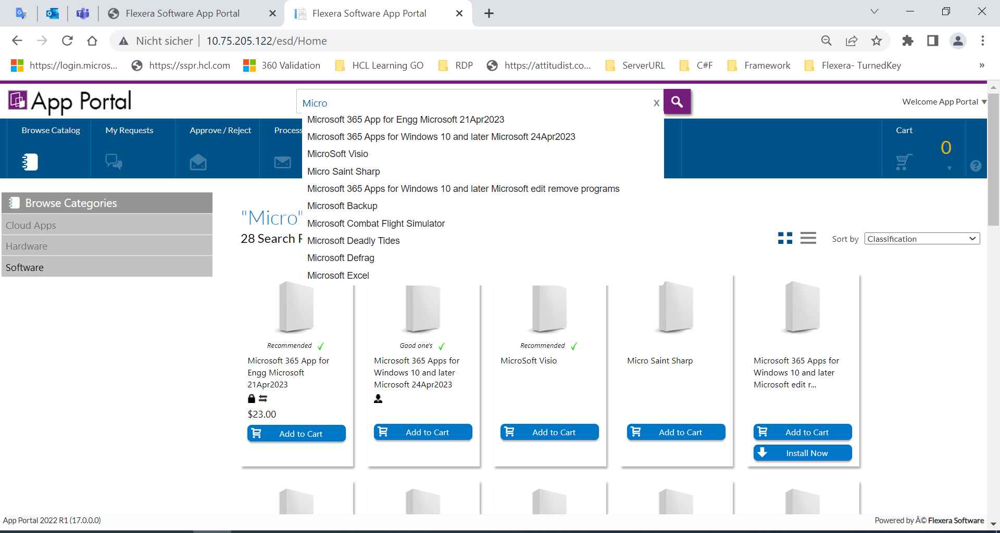 Flexera Software App Portal
Flexera Software App Portal
Nicht sicher 10.75.205.122/esd/Home
https://login.micros...
https://sspr.hcl.com
360 Validation
HCL Learning GO
RDP
https://attitudist.co...
ServerURL
C#F
Framework
Flexera- TurnedKey
»
App Portal
Micro
X
Welcome App Portal
Browse Catalog
My Requests
Approve / Reject
Process
Cart
0
Microsoft 365 App for Engg Microsoft 21Apr2023
Microsoft 365 Apps for Windows 10 and later Microsoft 24Apr2023
MicroSoft Visio
Micro Saint Sharp
Microsoft 365 Apps for Windows 10 and later Microsoft edit remove programs
Microsoft Backup
Microsoft Combat Flight Simulator
Microsoft Deadly Tides
Microsoft Defrag
Microsoft Excel
Browse Categories
Cloud Apps
Hardware
Software
"Micro"
28 Search
Sort by
Classification
Recommended
Microsoft 365 App for
Engg Microsoft
21Apr2023
$23.00
Add to Cart
Good one's
Microsoft 365 Apps for
Windows 10 and later
Microsoft 24Apr2023
Add to Cart
Recommended
MicroSoft Visio
Add to Cart
Micro Saint Sharp
Add to Cart
Microsoft 365 Apps for
Windows 10 and later
Microsoft edit r...
Add to Cart
Install Now
App Portal 2022 R1 (17.0.0.0)
Powered by Â© Flexera Software